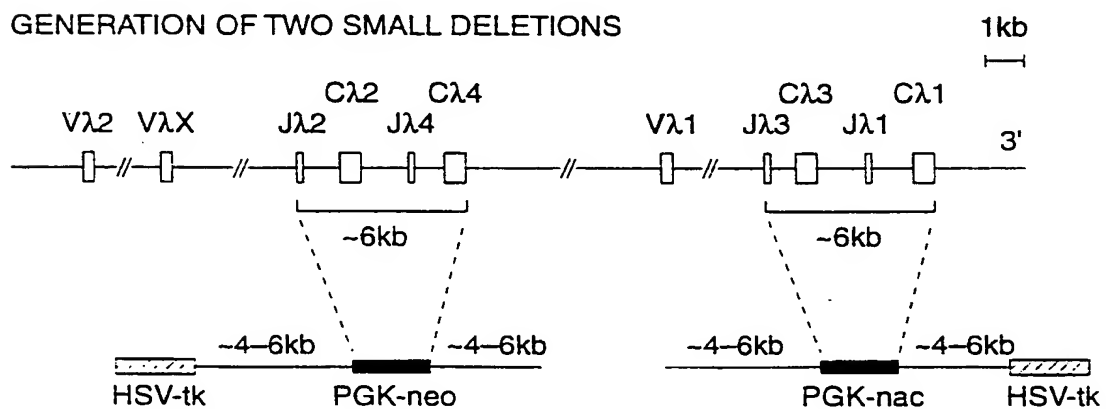 GENERATION OF TWO SMALL DELETIONS
1kb
Cλ2 Cλ4 Cλ3 Cλ1
Vλ2 VλX Jλ2 Jλ4 Vλ1 Jλ3 Jλ1 3'
~6kb ~6kb
~4–6kb ~4–6kb ~4–6kb ~4–6kb
HSV-tk PGK-neo PGK-nac HSV-tk